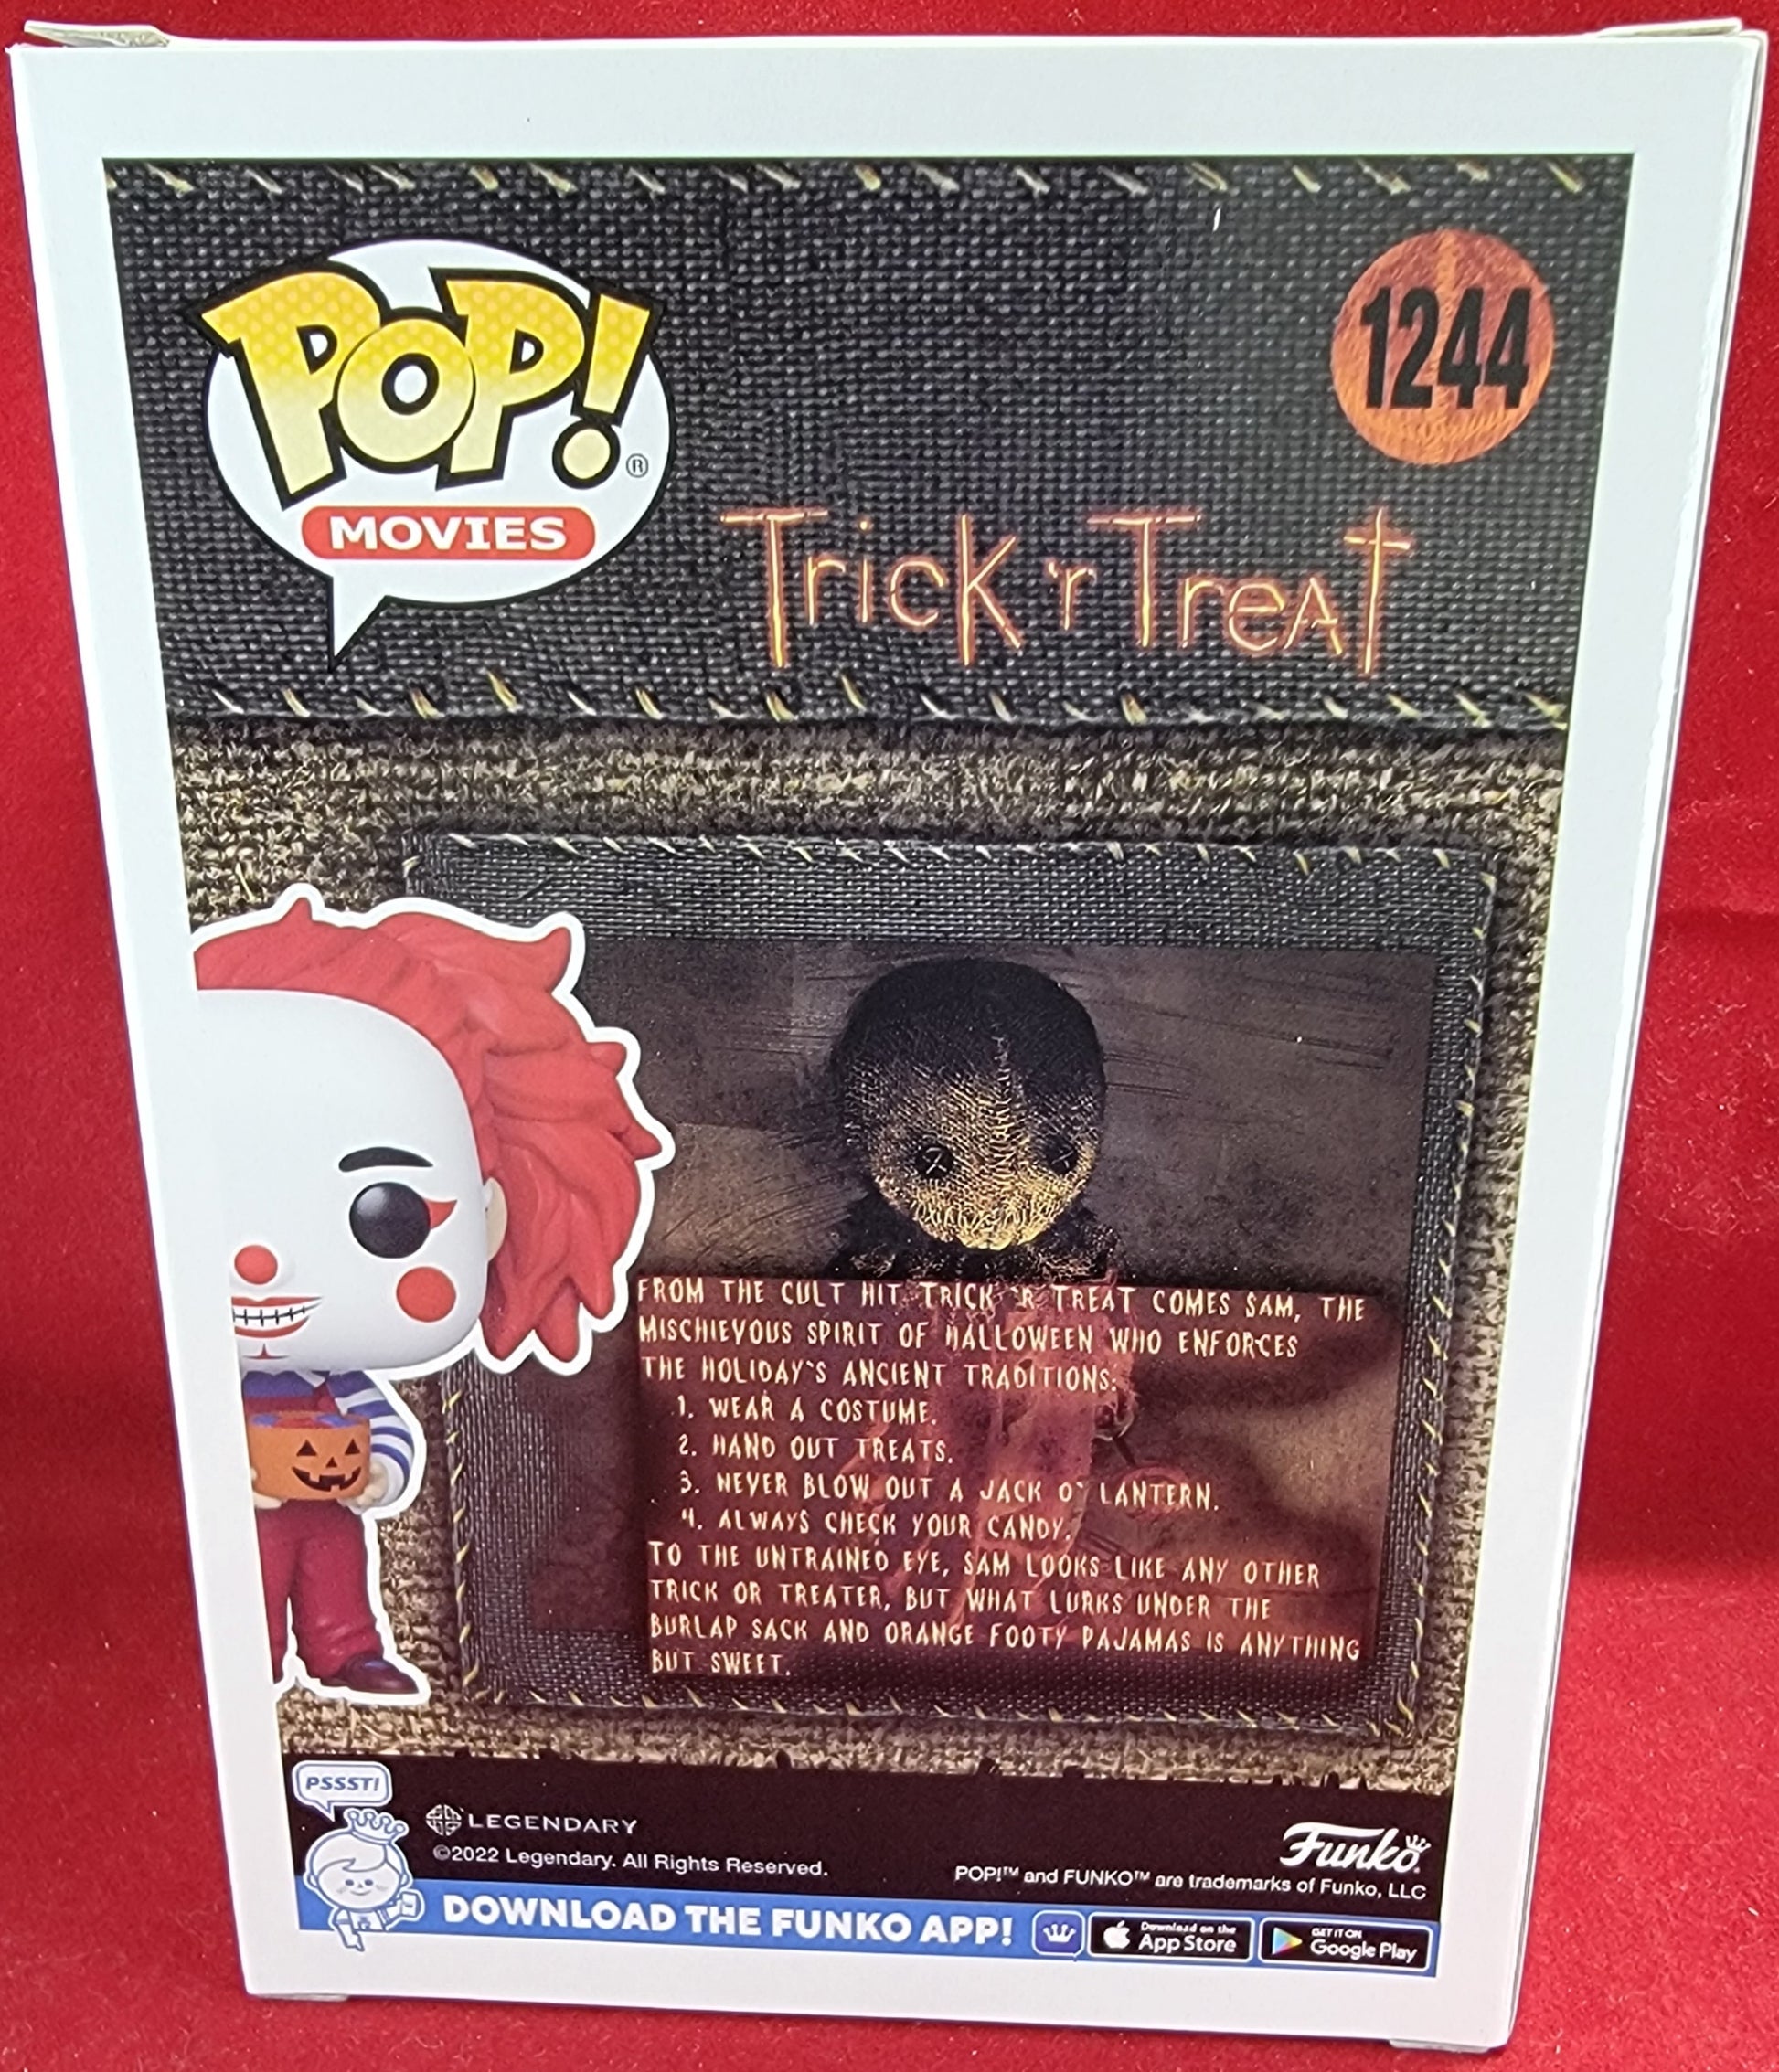 POP!®
MOVIES
1244
Trick 'r Treat
FROM THE CULT HIT TRICK 'R TREAT COMES SAM, THE
MISCHIEVOUS SPIRIT OF HALLOWEEN WHO ENFORCES
THE HOLIDAY'S ANCIENT TRADITIONS:
1. WEAR A COSTUME.
2. HAND OUT TREATS.
3. NEVER BLOW OUT A JACK O' LANTERN.
4. ALWAYS CHECK YOUR CANDY.
TO THE UNTRAINED EYE, SAM LOOKS LIKE ANY OTHER
TRICK OR TREATER, BUT WHAT LURKS UNDER THE
BURLAP SACK AND ORANGE FOOTY PAJAMAS IS ANYTHING
BUT SWEET.
PSSST!
LEGENDARY
©2022 Legendary. All Rights Reserved.
Funko®
POP!™ and FUNKO™ are trademarks of Funko, LLC
DOWNLOAD THE FUNKO APP!
Download on the
App Store
GET IT ON
Google Play